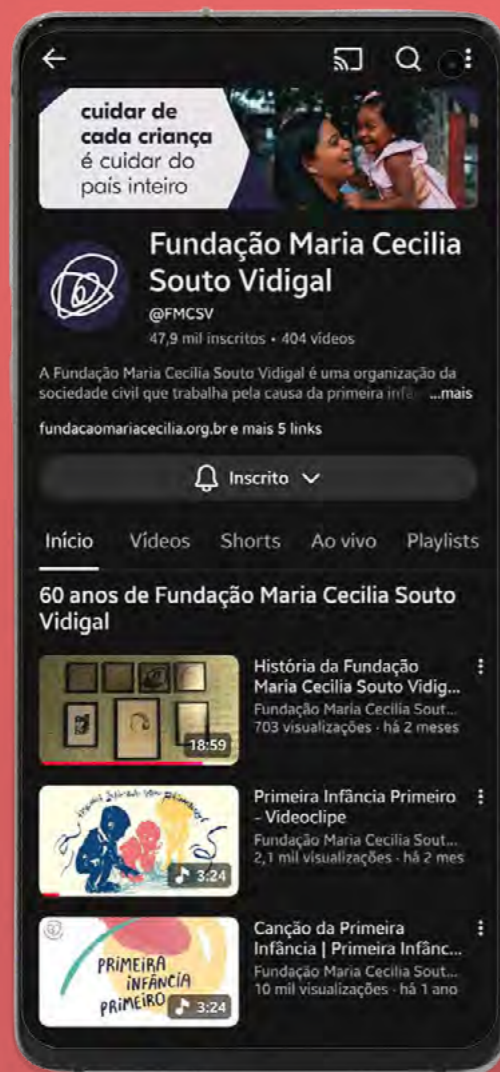 cuidar de
cada criança
é cuidar do
país inteiro
Fundação Maria Cecilia
Souto Vidigal
@FMCSV
47,9 mil inscritos • 404 vídeos
A Fundação Maria Cecilia Souto Vidigal é uma organização da
sociedade civil que trabalha pela causa da primeira infâ ...mais
fundacaomariacecilia.org.br e mais 5 links
Inscrito
Início Vídeos Shorts Ao vivo Playlists
60 anos de Fundação Maria Cecilia Souto
Vidigal
História da Fundação
Maria Cecilia Souto Vidig...
Fundação Maria Cecilia Sout...
703 visualizações · há 2 meses
18:59
Primeira Infância Primeiro
- Videoclipe
Fundação Maria Cecilia Sout...
2,1 mil visualizações · há 2 mes
3:24
Canção da Primeira
Infância | Primeira Infânc...
Fundação Maria Cecilia Sout...
10 mil visualizações · há 1 ano
PRIMEIRA
INFÂNCIA
PRIMEIRO
3:24